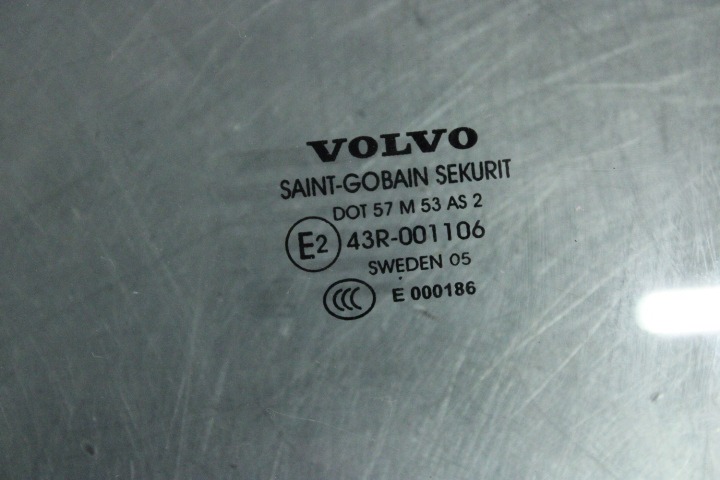 VOLVO
SAINT-GOBAIN SEKURIT
DOT 57 M 53 AS 2
E2 43R-001106
SWEDEN 05
CCC E 000186